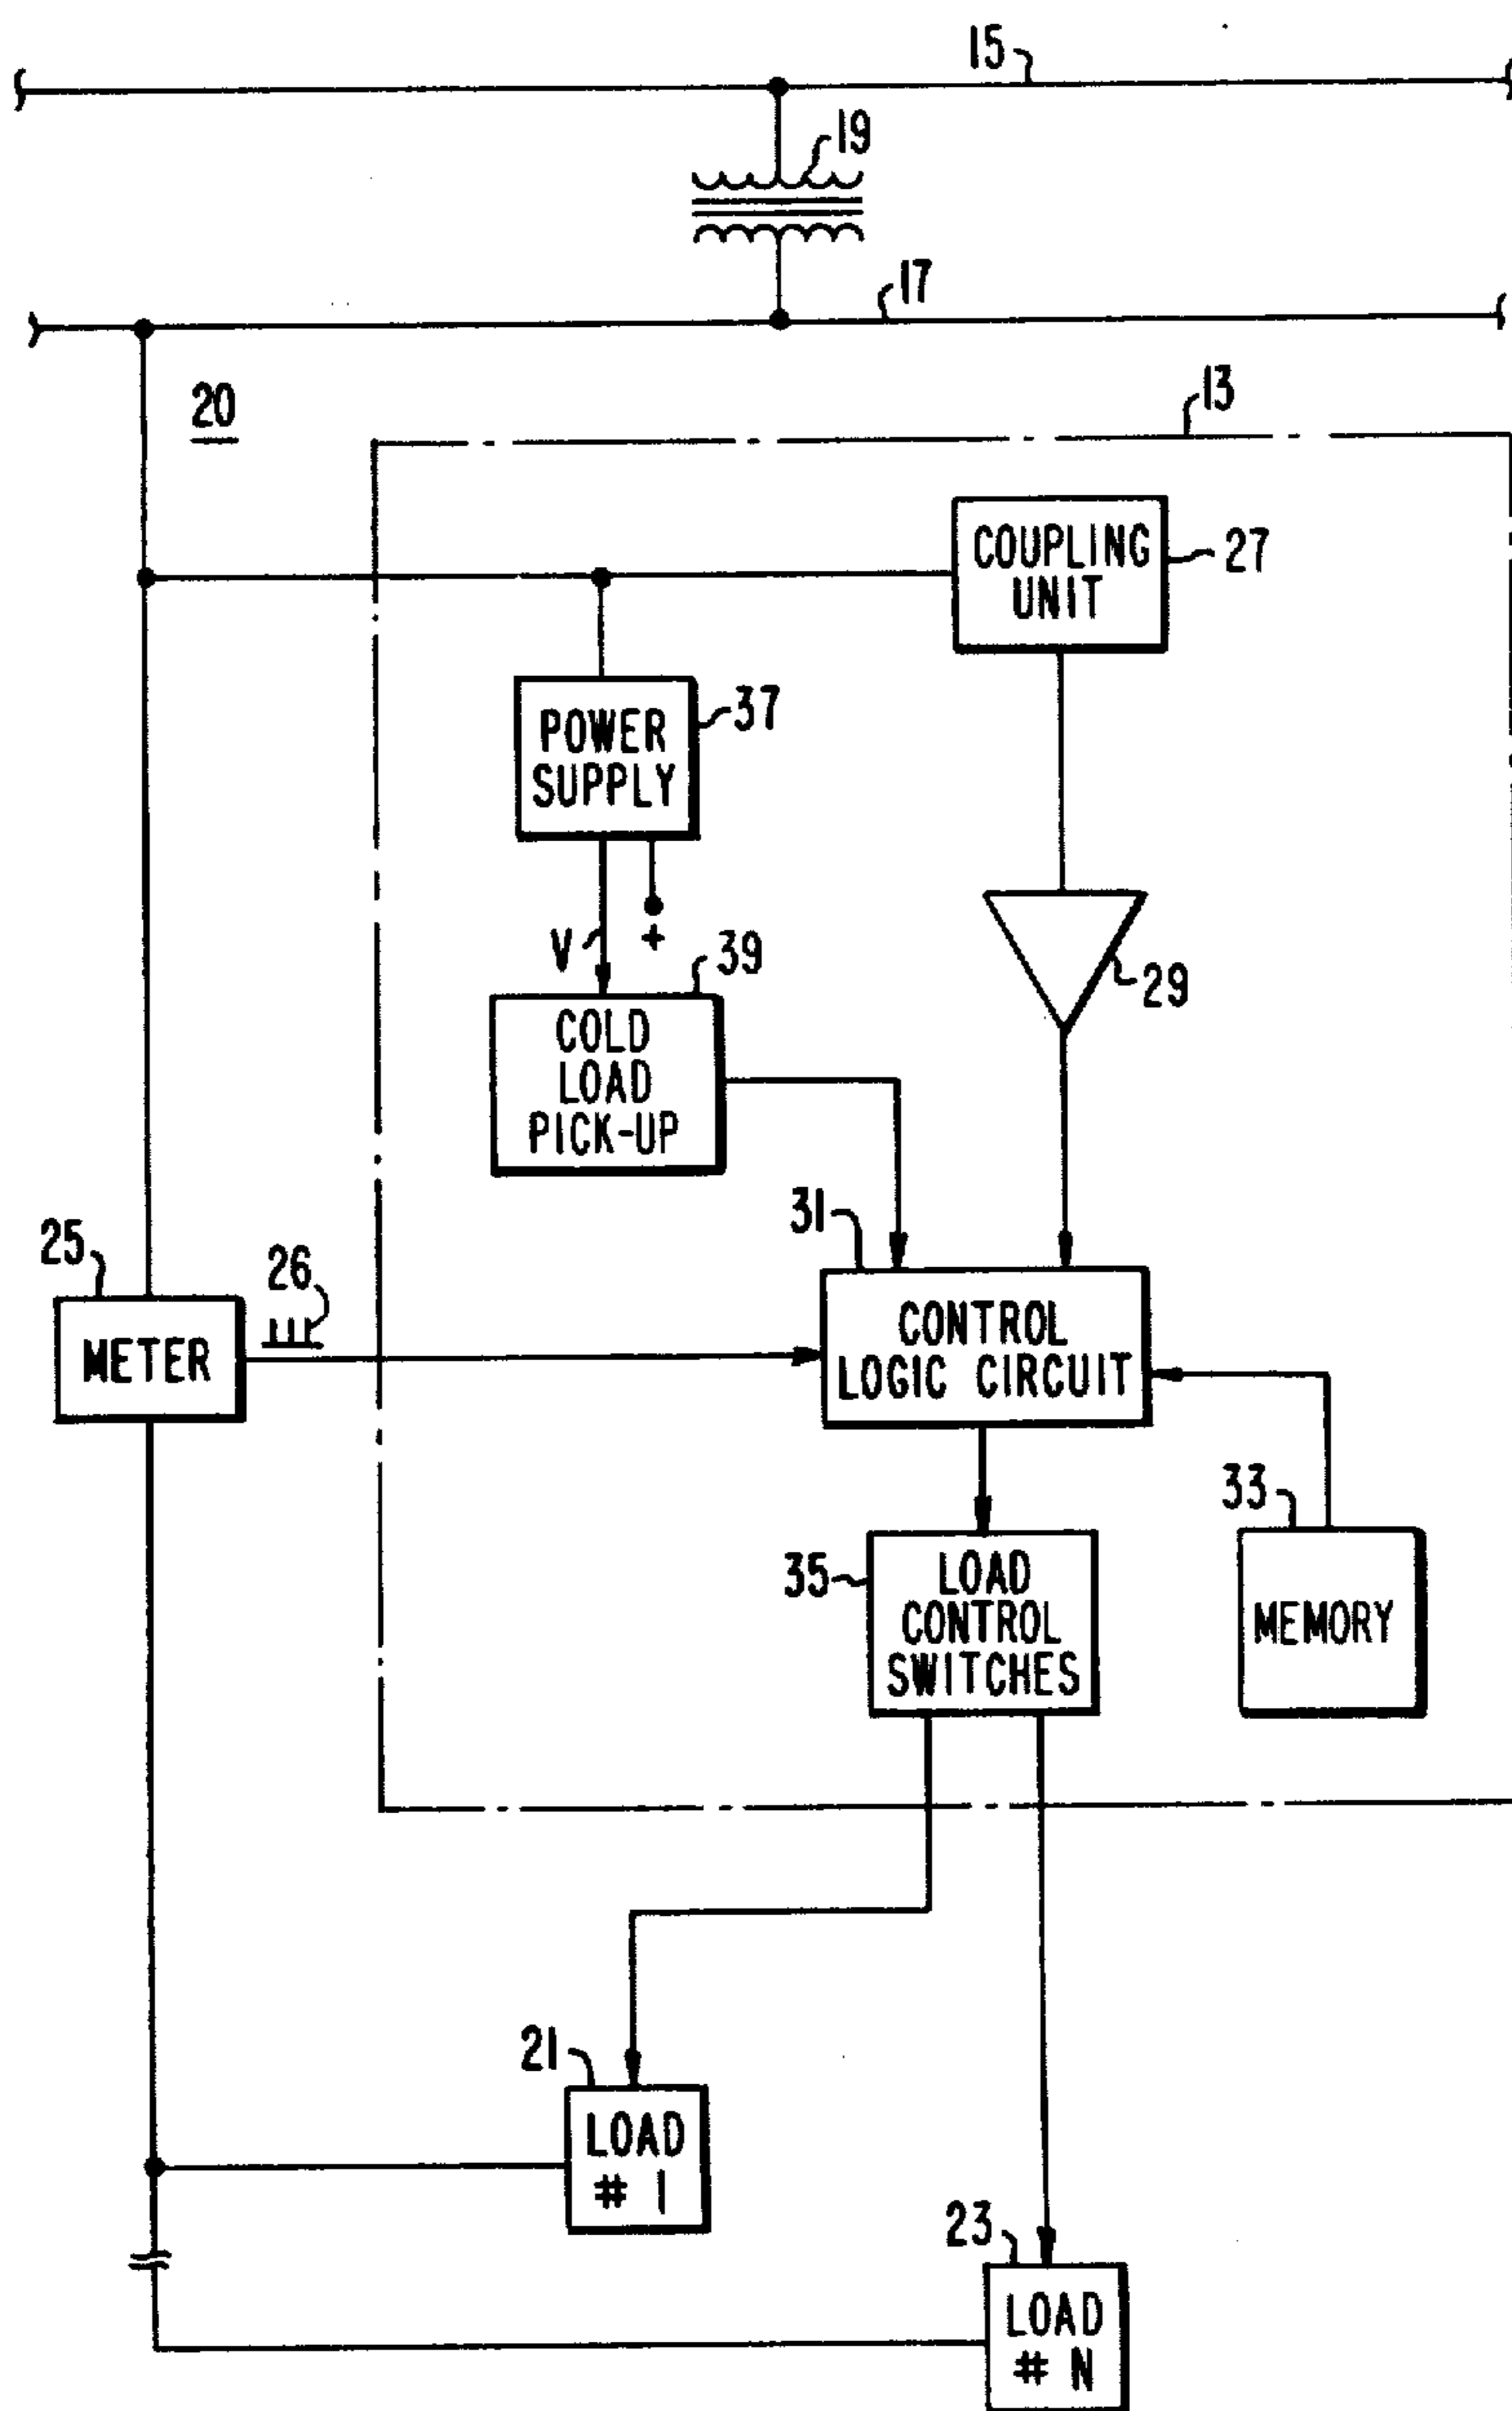 15
19
17
20
13
COUPLING
UNIT
27
POWER
SUPPLY
37
V
+
39
29
COLD
LOAD
PICK-UP
31
25
26
METER
CONTROL
LOGIC CIRCUIT
33
35
LOAD
CONTROL
SWITCHES
MEMORY
21
LOAD
# 1
23
LOAD
# N